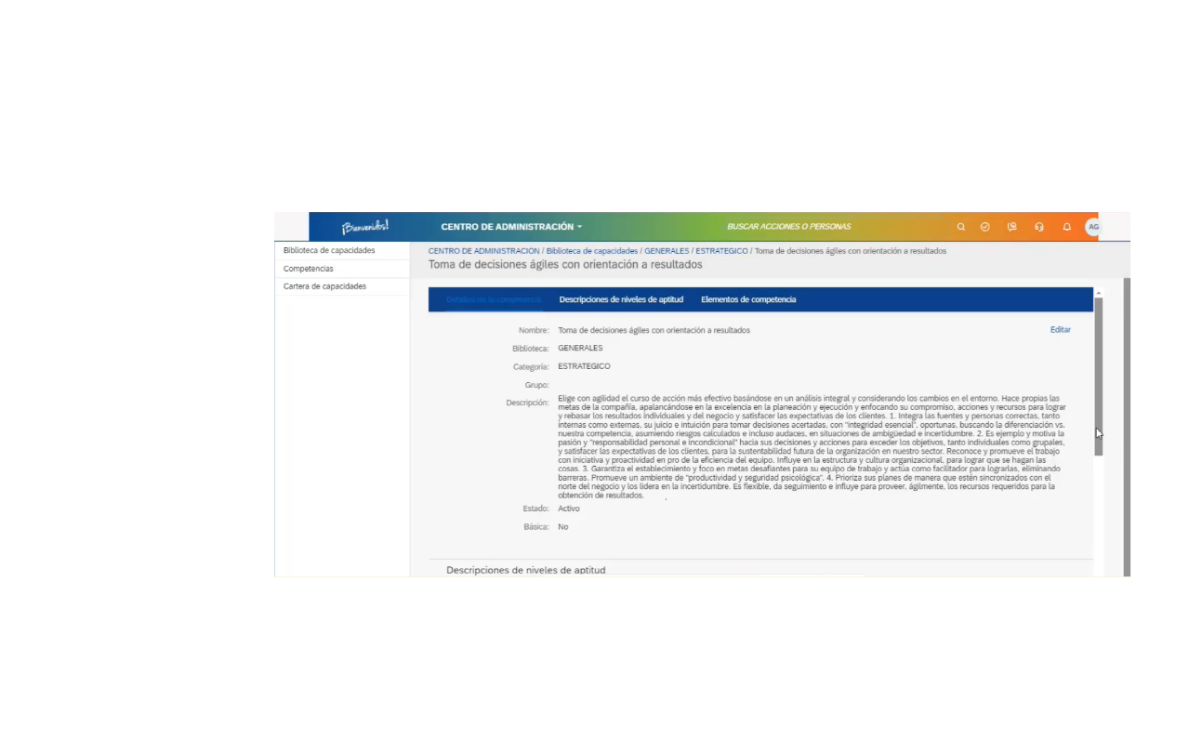 ¡Bienvenidos!
CENTRO DE ADMINISTRACIÓN
BUSCAR ACCIONES O PERSONAS
AG
Biblioteca de capacidades
Competencias
Cartera de capacidades
CENTRO DE ADMINISTRACIÓN / Biblioteca de capacidades / GENERALES / ESTRATEGICO / Toma de decisiones ágiles con orientación a resultados
Toma de decisiones ágiles con orientación a resultados
Detalles de la competencia
Descripciones de niveles de aptitud
Elementos de competencia
Nombre: Toma de decisiones ágiles con orientación a resultados
Editar
Biblioteca: GENERALES
Categoría: ESTRATEGICO
Grupo:
Descripción: Elige con agilidad el curso de acción más efectivo basándose en un análisis integral y considerando los cambios en el entorno. Hace propias las
metas de la compañía, apalancándose en la excelencia en la planeación y ejecución y enfocando su compromiso, acciones y recursos para lograr
y rebasar los resultados individuales y del negocio y satisfacer las expectativas de los clientes. 1. Integra las fuentes y personas correctas, tanto
internas como externas, su juicio e intuición para tomar decisiones acertadas, con "integridad esencial", oportunas, buscando la diferenciación vs.
nuestra competencia, asumiendo riesgos calculados e incluso audaces, en situaciones de ambigüedad e incertidumbre. 2. Es ejemplo y motiva la
pasión y "responsabilidad personal e incondicional" hacia sus decisiones y acciones para exceder los objetivos, tanto individuales como grupales,
y satisfacer las expectativas de los clientes, para la sustentabilidad futura de la organización en nuestro sector. Reconoce y promueve el trabajo
con iniciativa y proactividad en pro de la eficiencia del equipo. Influye en la estructura y cultura organizacional, para lograr que se hagan las
cosas. 3. Garantiza el establecimiento y foco en metas desafiantes para su equipo de trabajo y actúa como facilitador para lograrlas, eliminando
barreras. Promueve un ambiente de "productividad y seguridad psicológica". 4. Prioriza sus planes de manera que estén sincronizados con el
norte del negocio y los lidera en la incertidumbre. Es flexible, da seguimiento e influye para proveer, ágilmente, los recursos requeridos para la
obtención de resultados.
Estado: Activo
Básica: No
Descripciones de niveles de aptitud